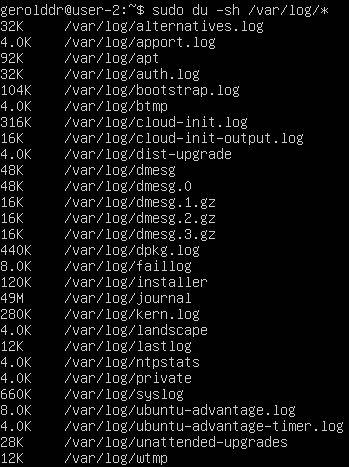 gerolddr@user-2:~$ sudo du -sh /var/log/*
32K /var/log/alternatives.log
4.0K /var/log/apport.log
92K /var/log/apt
32K /var/log/auth.log
104K /var/log/bootstrap.log
4.0K /var/log/btmp
316K /var/log/cloud-init.log
16K /var/log/cloud-init-output.log
4.0K /var/log/dist-upgrade
48K /var/log/dmesg
48K /var/log/dmesg.0
16K /var/log/dmesg.1.gz
16K /var/log/dmesg.2.gz
16K /var/log/dmesg.3.gz
440K /var/log/dpkg.log
8.0K /var/log/faillog
120K /var/log/installer
49M /var/log/journal
280K /var/log/kern.log
4.0K /var/log/landscape
12K /var/log/lastlog
4.0K /var/log/ntpstats
4.0K /var/log/private
660K /var/log/syslog
8.0K /var/log/ubuntu-advantage.log
4.0K /var/log/ubuntu-advantage-timer.log
28K /var/log/unattended-upgrades
12K /var/log/wtmp